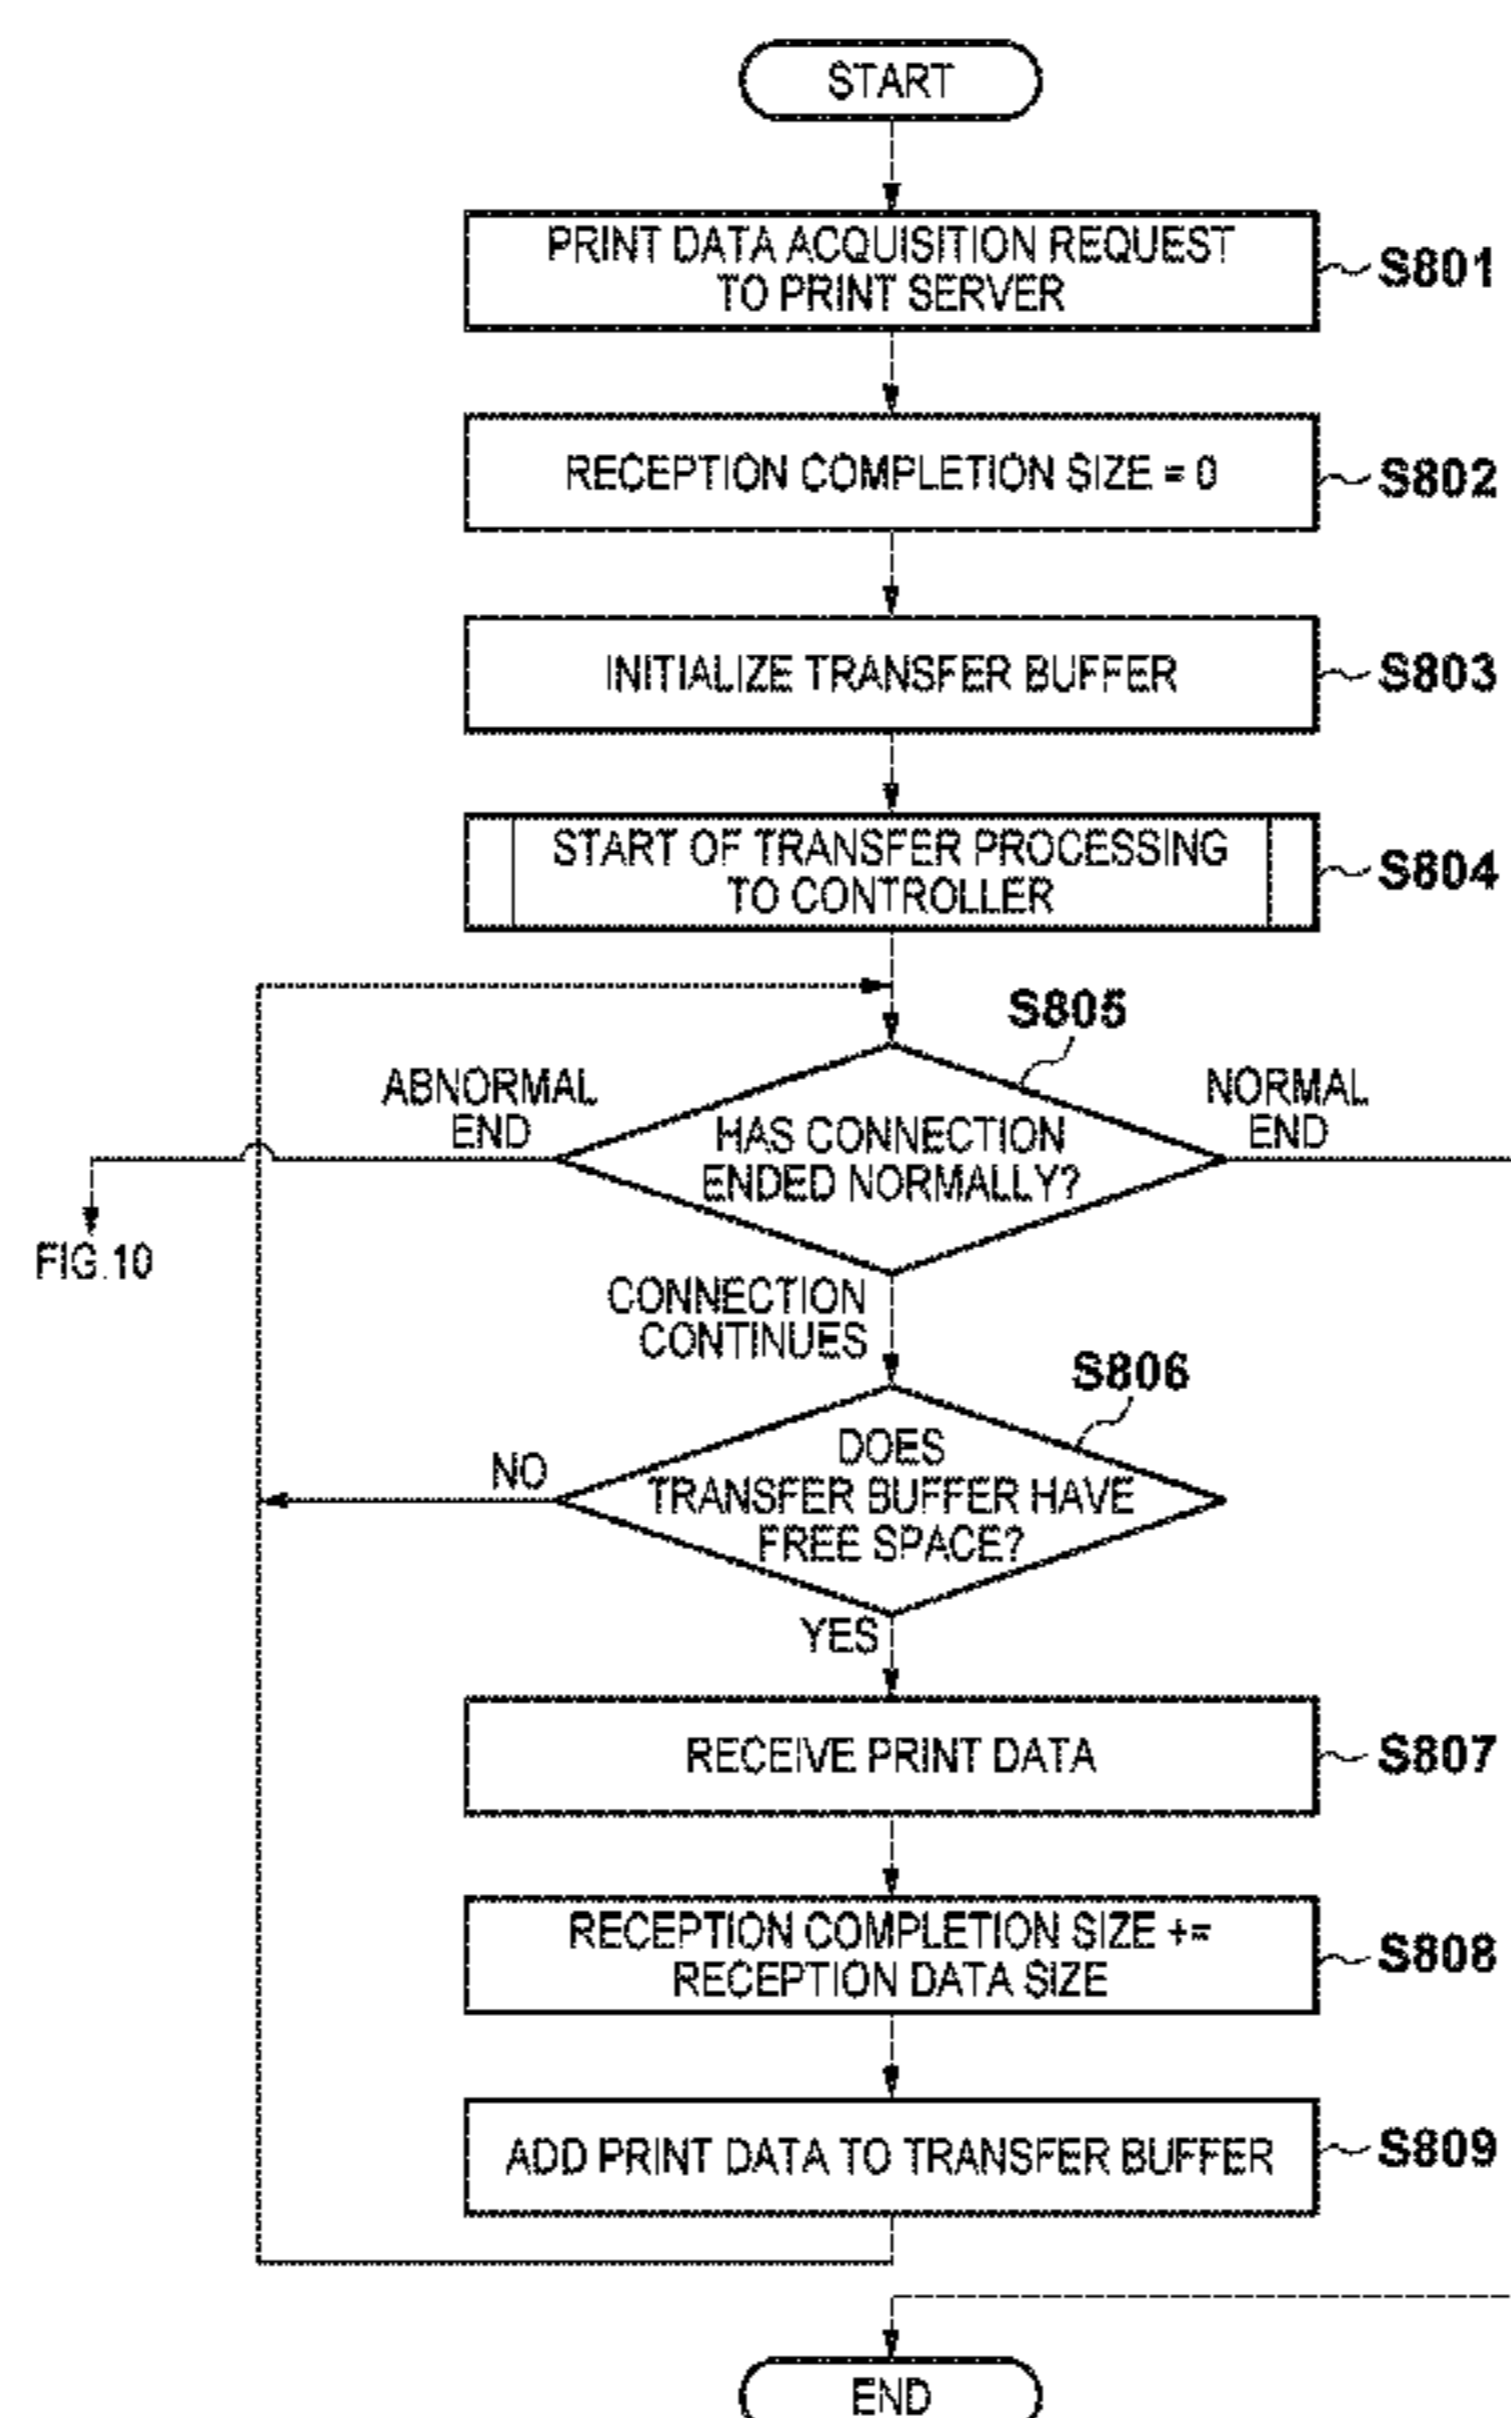 START
PRINT DATA ACQUISITION REQUEST
TO PRINT SERVER
S801
RECEPTION COMPLETION SIZE = 0
S802
INITIALIZE TRANSFER BUFFER
S803
START OF TRANSFER PROCESSING
TO CONTROLLER
S804
S805
ABNORMAL
END
HAS CONNECTION
ENDED NORMALLY?
NORMAL
END
FIG.10
CONNECTION
CONTINUES
S806
NO
DOES
TRANSFER BUFFER HAVE
FREE SPACE?
YES
RECEIVE PRINT DATA
S807
RECEPTION COMPLETION SIZE +=
RECEPTION DATA SIZE
S808
ADD PRINT DATA TO TRANSFER BUFFER
S809
END